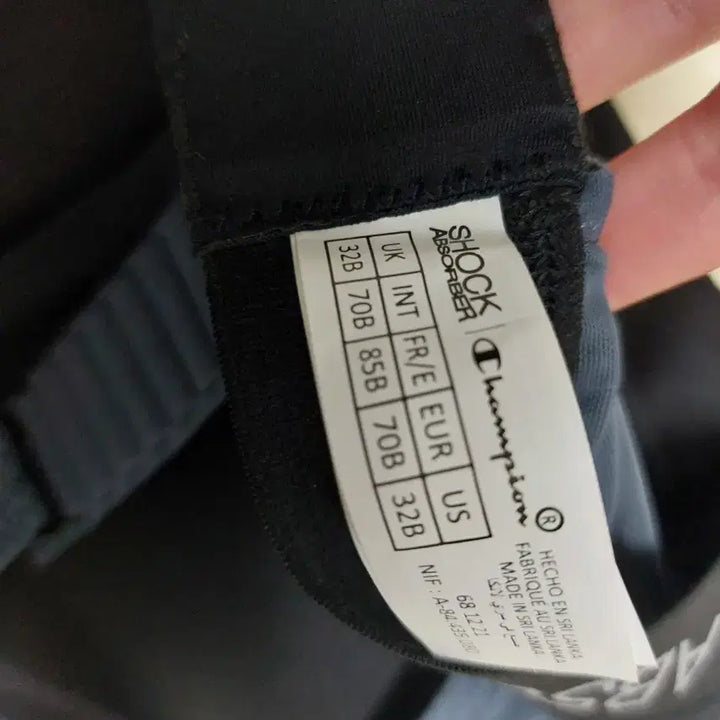 SHOCK
ABSORBER
Champion®
UK INT FR/E EUR US
32B 70B 85B 70B 32B
HECHO EN SRI LANKA
FABRIQUE AU SRI LANKA
MADE IN SRI LANKA
68 12 21